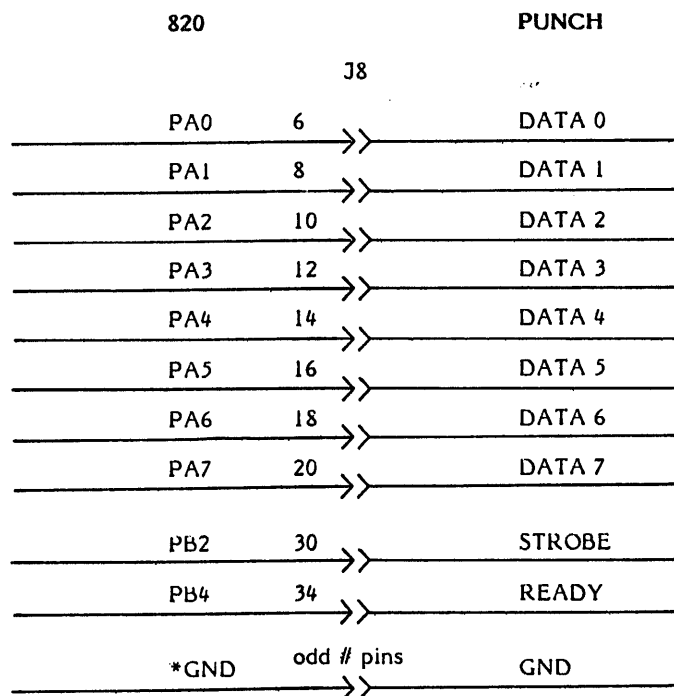 820 PUNCH
J8
PA0 6 DATA 0
PA1 8 DATA 1
PA2 10 DATA 2
PA3 12 DATA 3
PA4 14 DATA 4
PA5 16 DATA 5
PA6 18 DATA 6
PA7 20 DATA 7
PB2 30 STROBE
PB4 34 READY
*GND odd # pins GND